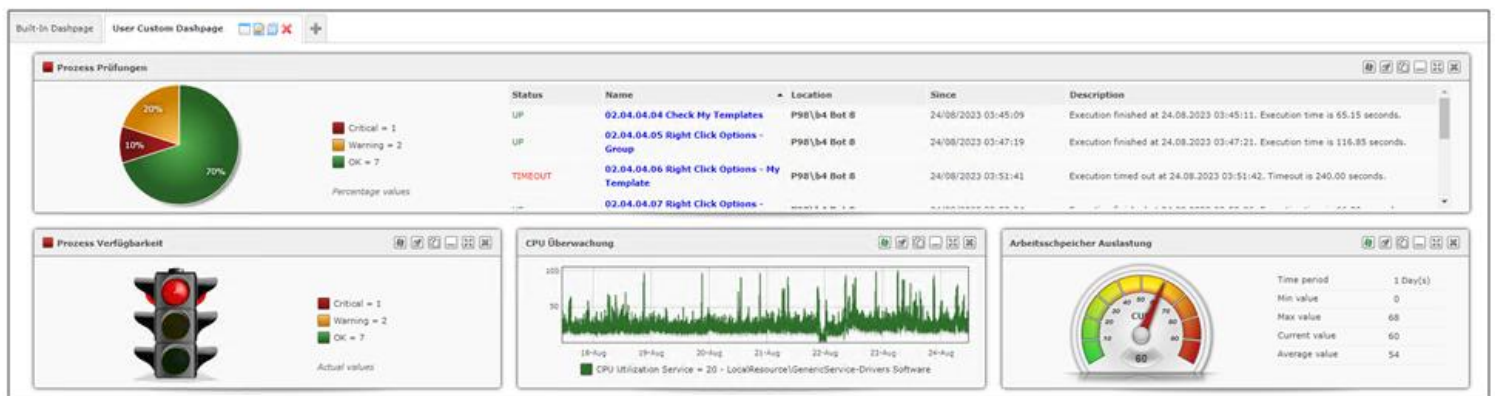 Built-In Dashpage User Custom Dashpage
Prozess Prüfungen
20%
10%
70%
Critical = 1
Warning = 2
OK = 7
Percentage values
Status Name Location Since Description
UP 02.04.04.04 Check My Templates P98\b4 Bot 8 24/08/2023 03:45:09 Execution finished at 24.08.2023 03:45:11. Execution time is 65.15 seconds.
UP 02.04.04.05 Right Click Options - Group P98\b4 Bot 8 24/08/2023 03:47:19 Execution finished at 24.08.2023 03:47:21. Execution time is 116.85 seconds.
TIMEOUT 02.04.04.06 Right Click Options - My Template P98\b4 Bot 8 24/08/2023 03:51:41 Execution timed out at 24.08.2023 03:51:42. Timeout is 240.00 seconds.
02.04.04.07 Right Click Options -
Prozess Verfügbarkeit
Critical = 1
Warning = 2
OK = 7
Actual values
CPU Überwachung
100
50
18-Aug 19-Aug 20-Aug 21-Aug 22-Aug 23-Aug 24-Aug
CPU Utilization Service = 20 - LocalResource\GenericService-Drivers Software
Arbeitsschpeicher Auslastung
10 20 30 40 50 70 80
60
Time period 1 Day(s)
Min value 0
Max value 68
Current value 60
Average value 54